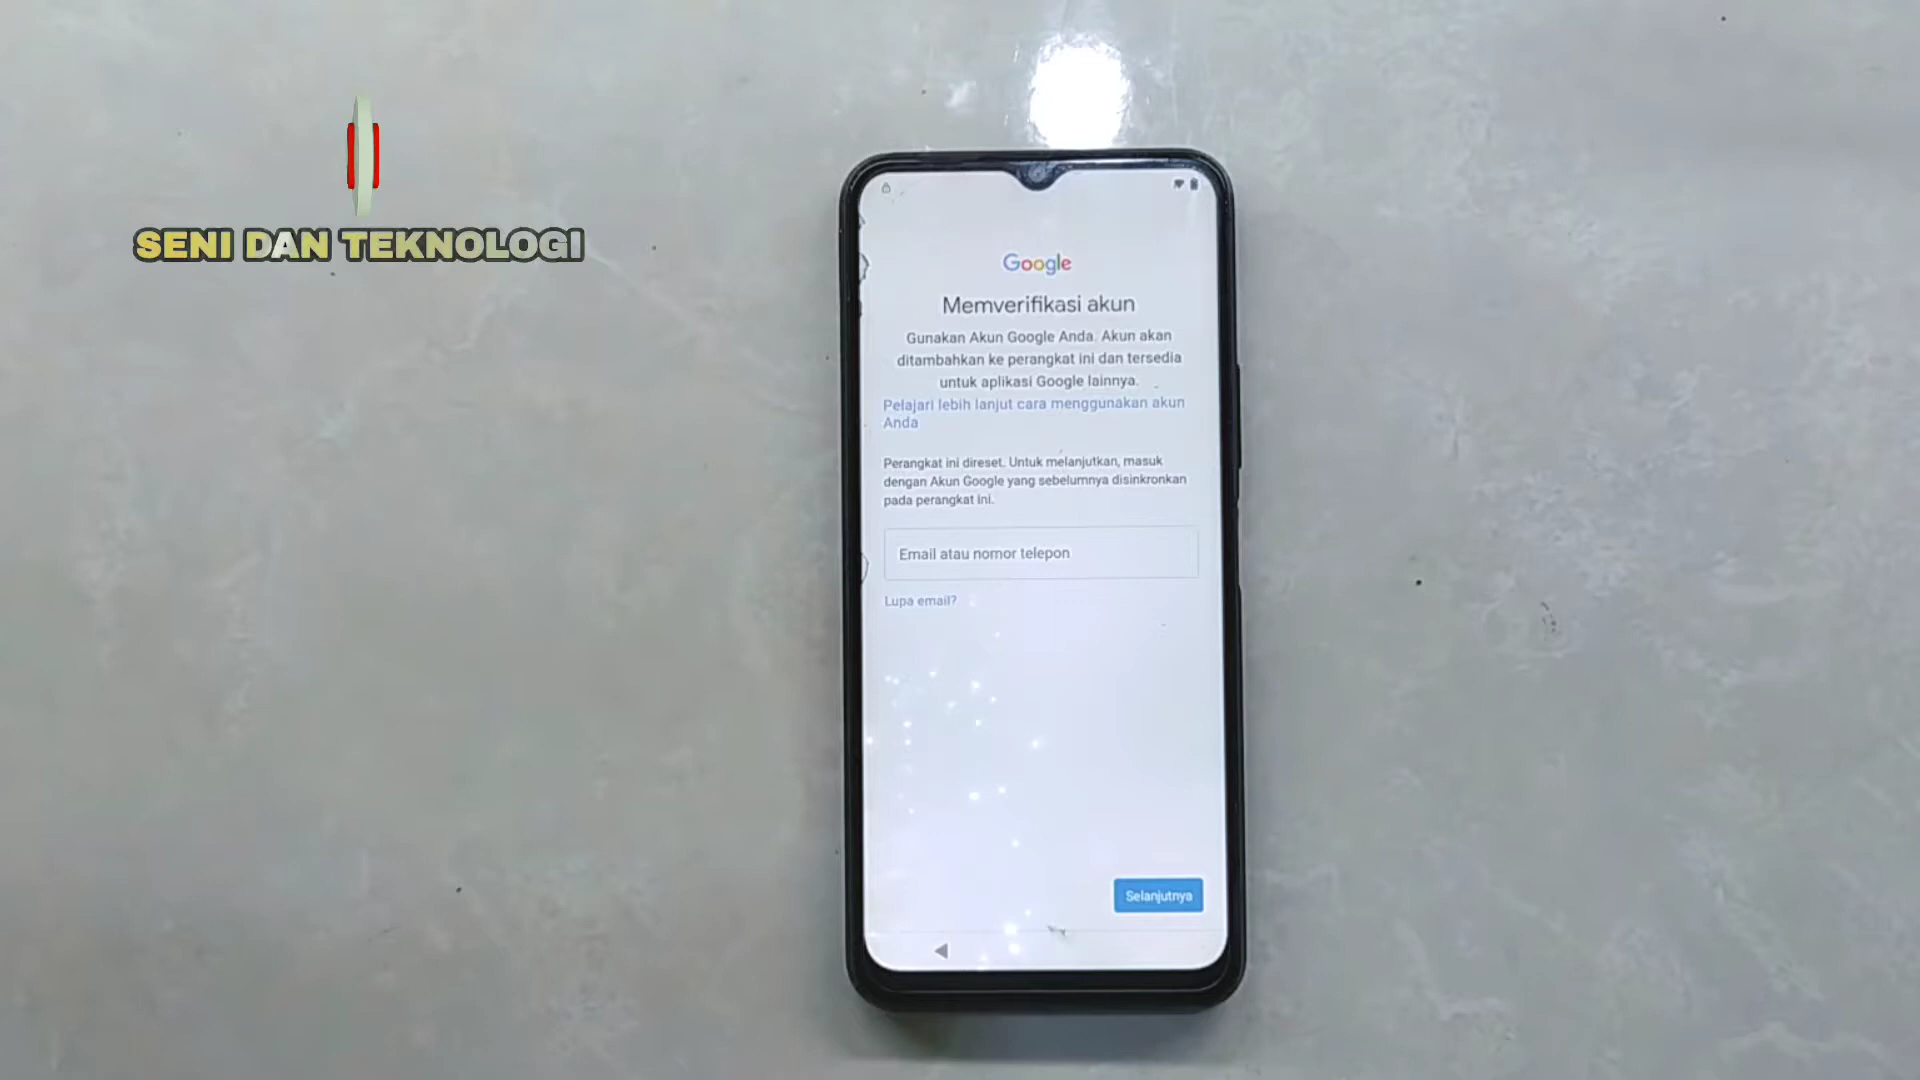 SENI DAN TEKNOLOGI
Google
Memverifikasi akun
Gunakan Akun Google Anda. Akun akan
ditambahkan ke perangkat ini dan tersedia
untuk aplikasi Google lainnya.
Pelajari lebih lanjut cara menggunakan akun
Anda
Perangkat ini direset. Untuk melanjutkan, masuk
dengan Akun Google yang sebelumnya disinkronkan
pada perangkat ini.
Email atau nomor telepon
Lupa email?
Selanjutnya